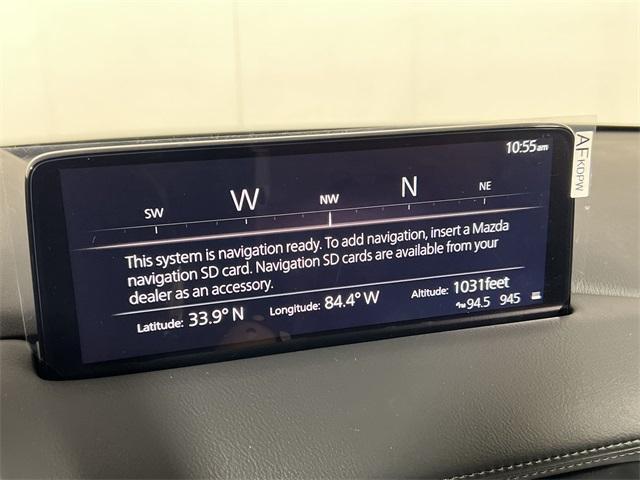 10:55am
AF
KDPW
SW W NW N NE
This system is navigation ready. To add navigation, insert a Mazda
navigation SD card. Navigation SD cards are available from your
dealer as an accessory.
Latitude: 33.9° N Longitude: 84.4° W Altitude: 1031feet
94.5 945